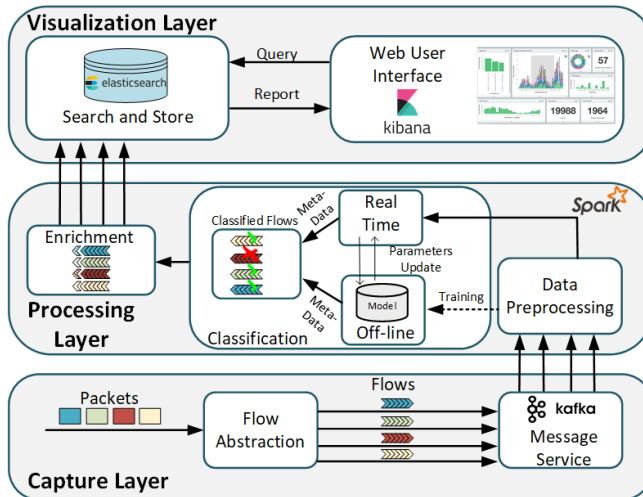 Visualization Layer
elasticsearch
Search and Store
Query
Report
Web User
Interface
kibana
57
19988
1964
Spark
Enrichment
Processing
Layer
Classified Flows
Meta-
Data
Real
Time
Parameters
Update
Meta-
Data
Model
Off-line
Classification
Training
Data
Preprocessing
Packets
Flow
Abstraction
Flows
kafka
Message
Service
Capture Layer